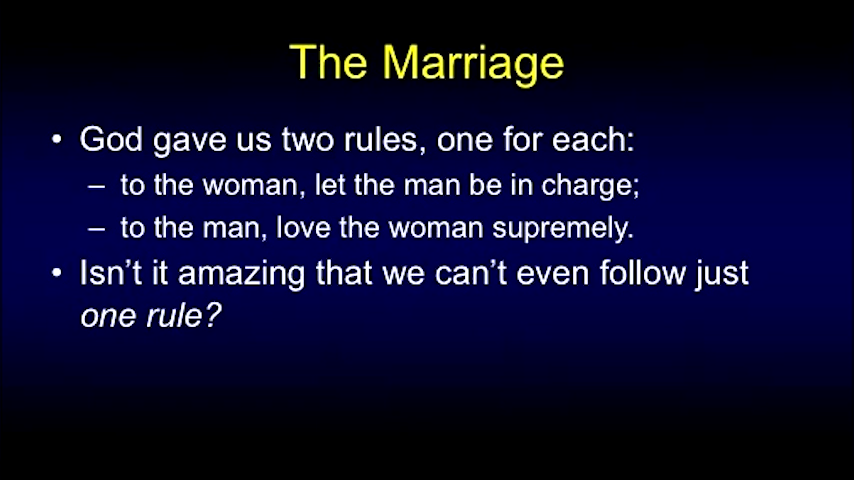 The Marriage
• God gave us two rules, one for each:
– to the woman, let the man be in charge;
– to the man, love the woman supremely.
• Isn’t it amazing that we can’t even follow just
one rule?